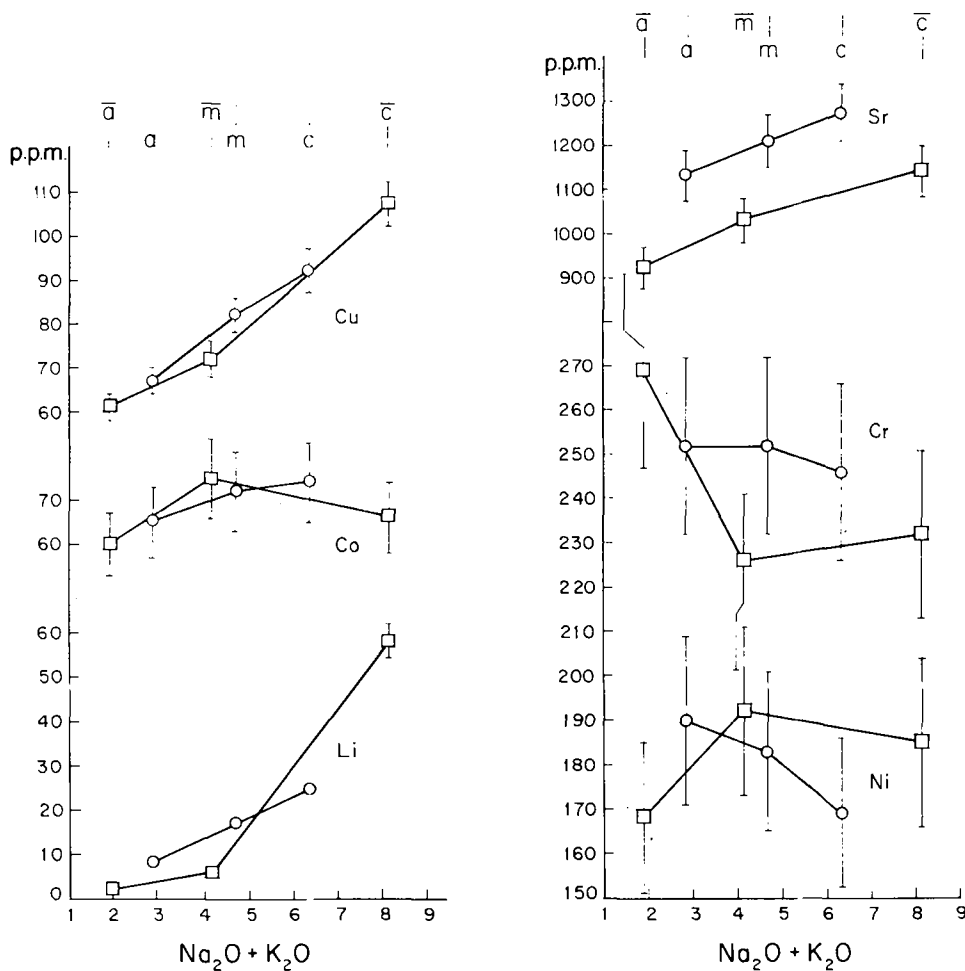 a̅ m̅ c̅
a m c
p.p.m.
110
100
90
80
70
60
Cu
70
60
Co
60
50
40
30
20
10
0
Li
1 2 3 4 5 6 7 8 9
Na₂O + K₂O
a̅ m̅ c̅
a m c
p.p.m.
1300
1200
1100
1000
900
Sr
270
260
250
240
230
220
210
Cr
200
190
180
170
160
150
Ni
1 2 3 4 5 6 7 8 9
Na₂O + K₂O